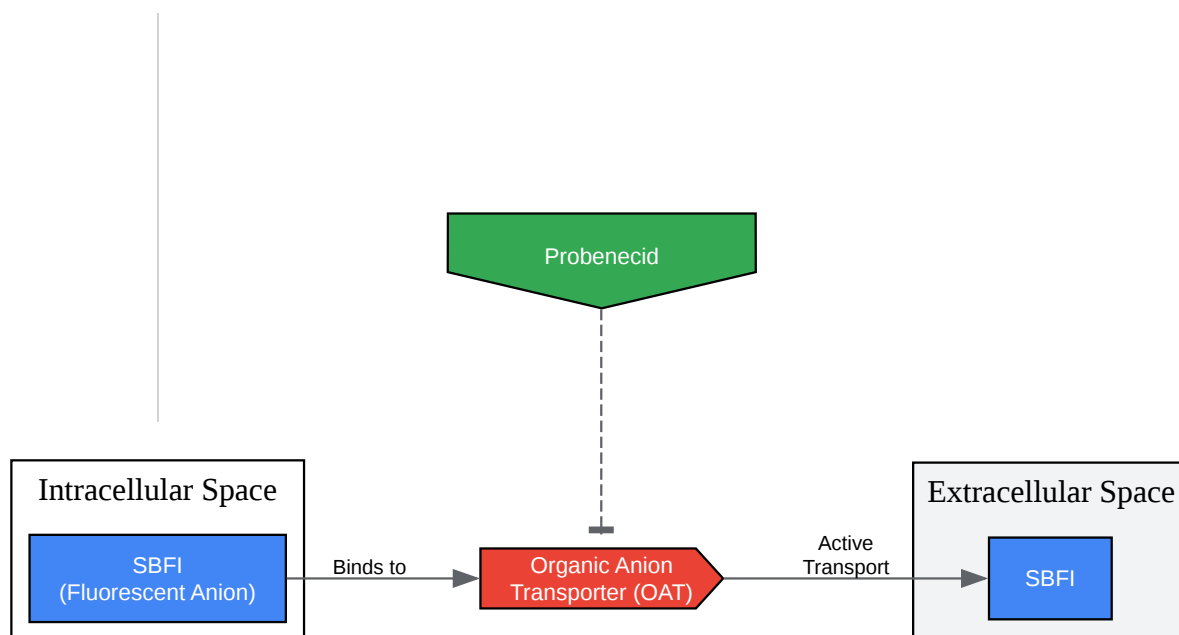 Probenecid
Intracellular Space
SBFI
(Fluorescent Anion)
Binds to
Organic Anion
Transporter (OAT)
Active
Transport
Extracellular Space
SBFI